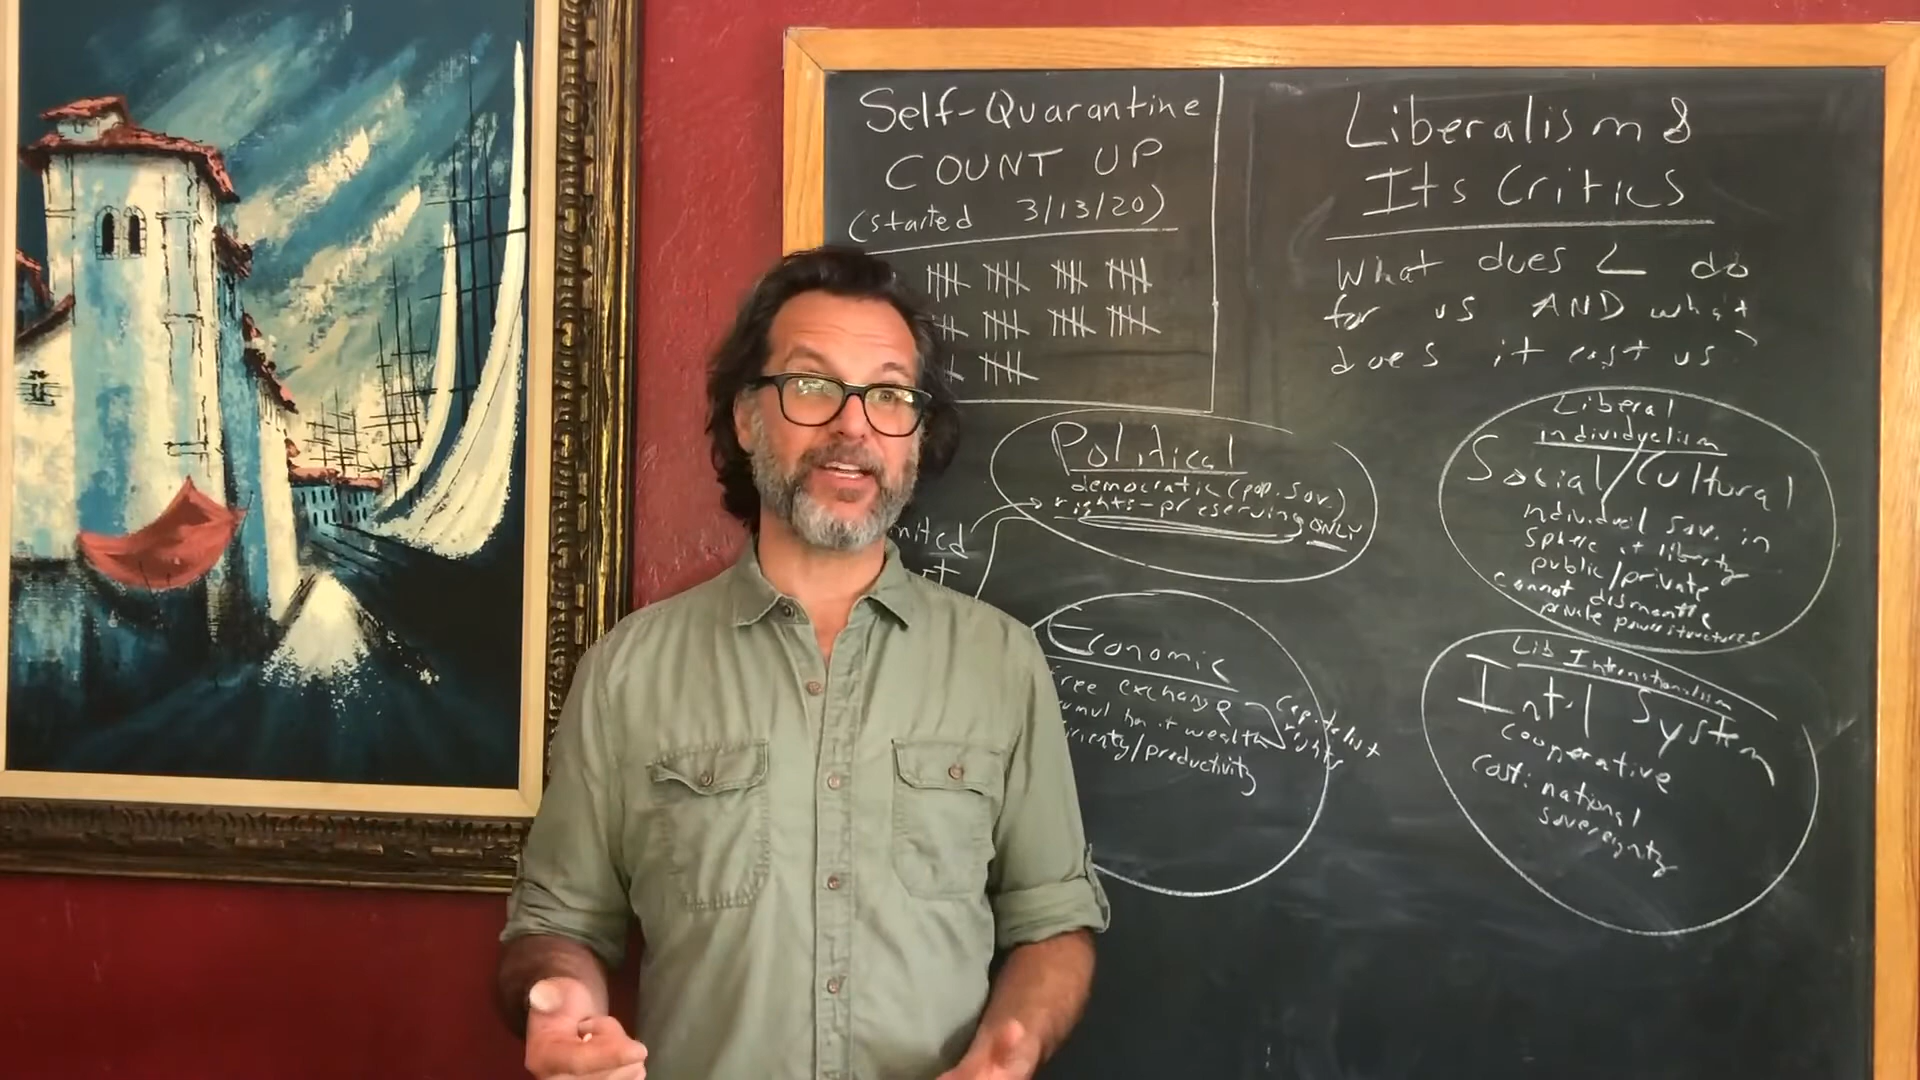 Self-Quarantine
COUNT UP
(started 3/13/20)
Liberalism &
Its Critics
What does L do
for us AND what
does it cost us
Political
democratic (pop. sov.)
rights-preserving ONLY
Liberal
individualism
Social/Cultural
individual sov. in
sphere of liberty
public/private
cannot dismantle
private power structures
Economic
free exchange
wealth
/productivity
capitalist
rights
Lib Internationalism
Int'l System
cooperative
cost: national
sovereignty